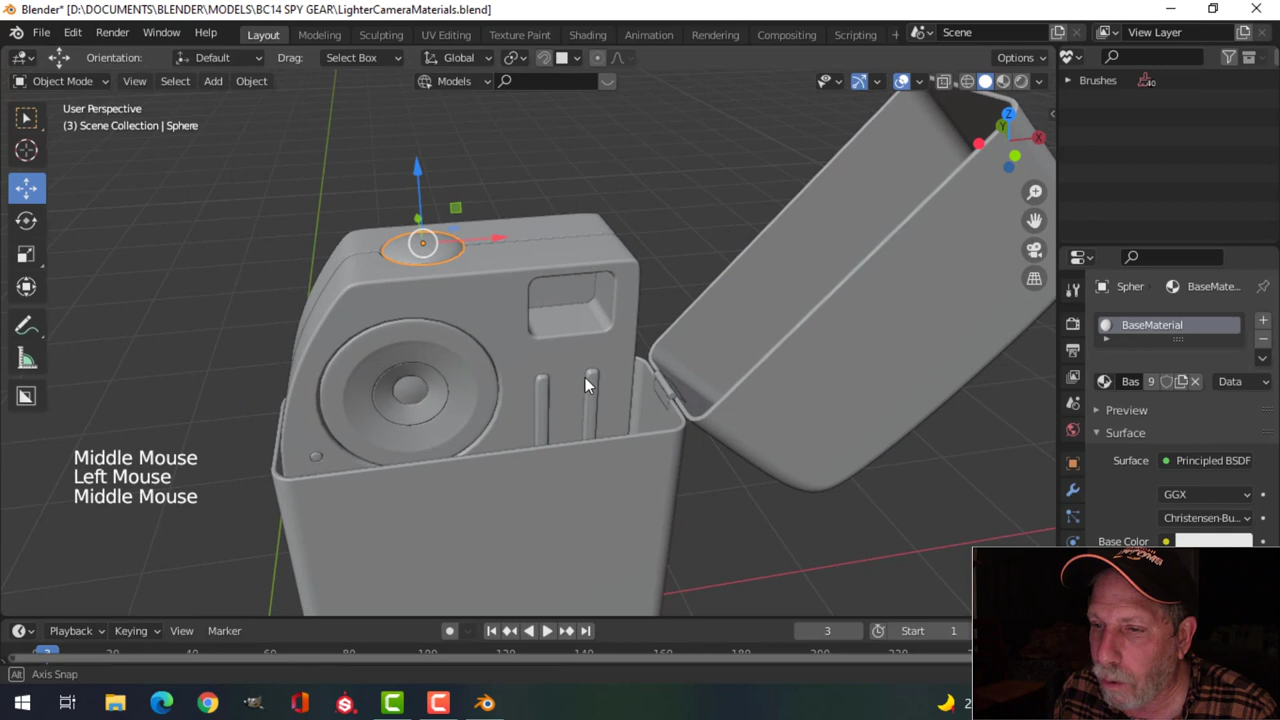 Blender* [D:\DOCUMENTS\BLENDER\MODELS\BC14 SPY GEAR\LighterCameraMaterials.blend]
File Edit Render Window Help Layout Modeling Sculpting UV Editing Texture Paint Shading Animation Rendering Compositing Scripting + Scene View Layer
Orientation: Default Drag: Select Box Global Options
Object Mode View Select Add Object Models
Brushes 40
User Perspective
(3) Scene Collection | Sphere
Z
Y
X
Spher BaseMate...
BaseMaterial
Bas 9 Data
Preview
Surface
Surface Principled BSDF
GGX
Christensen-Bu...
Base Color
Middle Mouse
Left Mouse
Middle Mouse
Playback Keying View Marker 3 Start 1
3
Alt Axis Snap